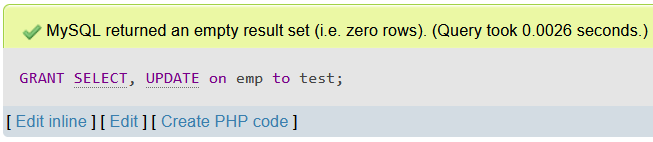 MySQL returned an empty result set (i.e. zero rows). (Query took 0.0026 seconds.)
GRANT SELECT, UPDATE on emp to test;
[ Edit inline ] [ Edit ] [ Create PHP code ]